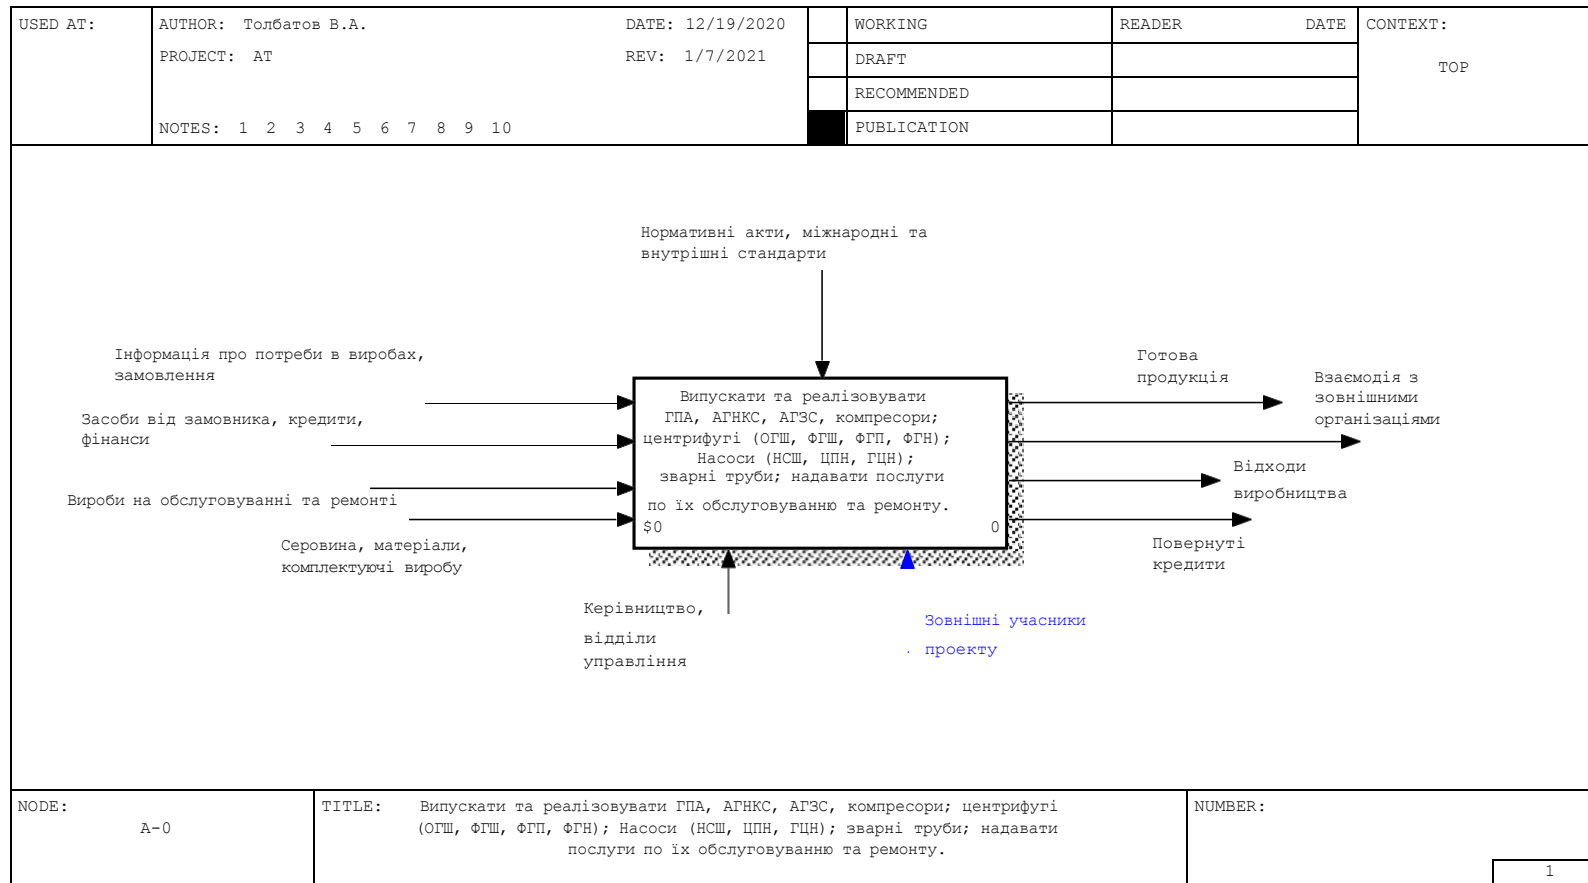 USED AT:
AUTHOR: Толбатов В.А.
DATE: 12/19/2020
PROJECT: AT
REV: 1/7/2021
NOTES: 1 2 3 4 5 6 7 8 9 10
WORKING
DRAFT
RECOMMENDED
PUBLICATION
READER DATE
CONTEXT:
TOP
Нормативні акти, міжнародні та
внутрішні стандарти
Інформація про потреби в виробах,
замовлення
Засоби від замовника, кредити,
фінанси
Вироби на обслуговуванні та ремонті
Серовина, матеріали,
комплектуючі виробу
Випускати та реалізовувати
ГПА, АГНКС, АГЗС, компресори;
центрифугі (ОГШ, ФГШ, ФГП, ФГН);
Насоси (НСШ, ЦПН, ГЦН);
зварні труби; надавати послуги
по їх обслуговуванню та ремонту.
$0 0
Готова
продукція
Взаємодія з
зовнішними
організаціями
Відходи
виробництва
Повернуті
кредити
Керівництво,
відділи
управління
Зовнішні учасники
проекту
NODE:
A-0
TITLE: Випускати та реалізовувати ГПА, АГНКС, АГЗС, компресори; центрифугі
(ОГШ, ФГШ, ФГП, ФГН); Насоси (НСШ, ЦПН, ГЦН); зварні труби; надавати
послуги по їх обслуговуванню та ремонту.
NUMBER:
1